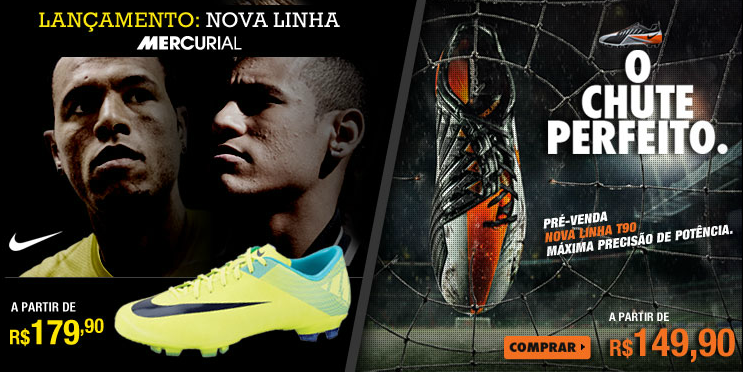 LANÇAMENTO: NOVA LINHA
MERCURIAL
A PARTIR DE
R$179,90
O
CHUTE
PERFEITO.
PRÉ-VENDA
NOVA LINHA T90
MÁXIMA PRECISÃO DE POTÊNCIA.
A PARTIR DE
COMPRAR
R$149,90